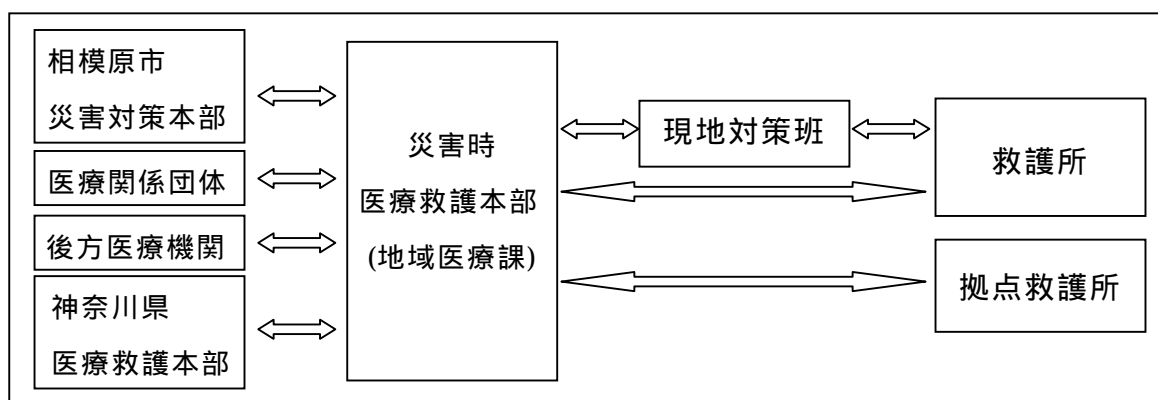 相模原市
災害対策本部
医療関係団体
後方医療機関
神奈川県
医療救護本部
災害時
医療救護本部
(地域医療課)
現地対策班
救護所
拠点救護所